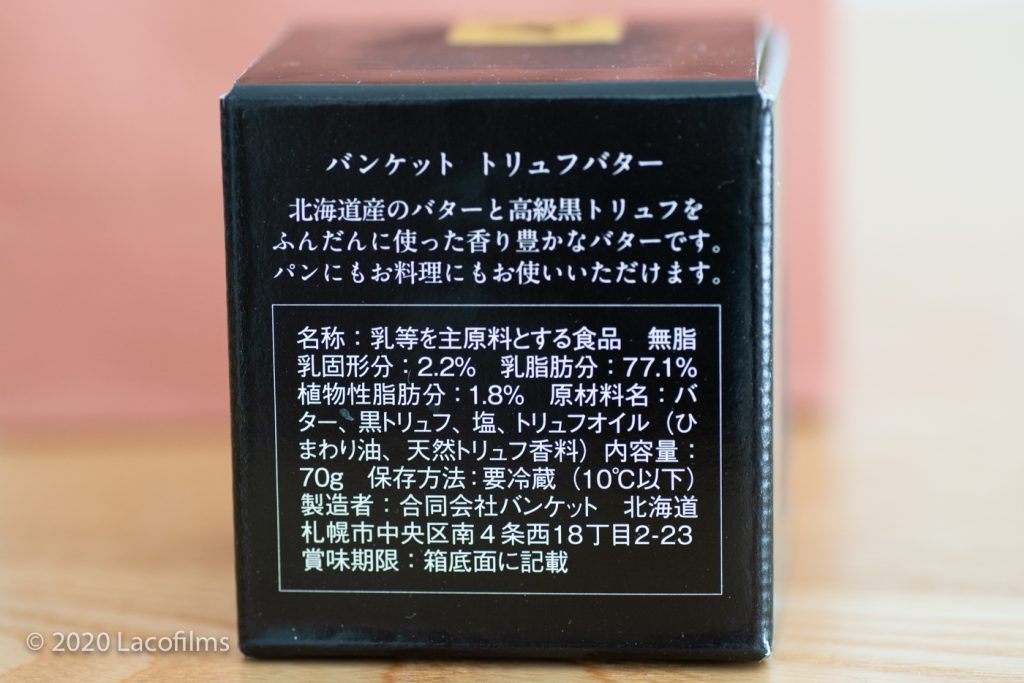 バンケット トリュフバター
北海道産のバターと高級黒トリュフを
ふんだんに使った香り豊かなバターです。
パンにもお料理にもお使いいただけます。
名称：乳等を主原料とする食品　無脂
乳固形分：2.2%　乳脂肪分：77.1%
植物性脂肪分：1.8%　原材料名：バ
ター、黒トリュフ、塩、トリュフオイル（ひ
まわり油、天然トリュフ香料）内容量：
70g　保存方法：要冷蔵（10℃以下）
製造者：合同会社バンケット　北海道
札幌市中央区南4条西18丁目2-23
賞味期限：箱底面に記載
© 2020 Lacofilms